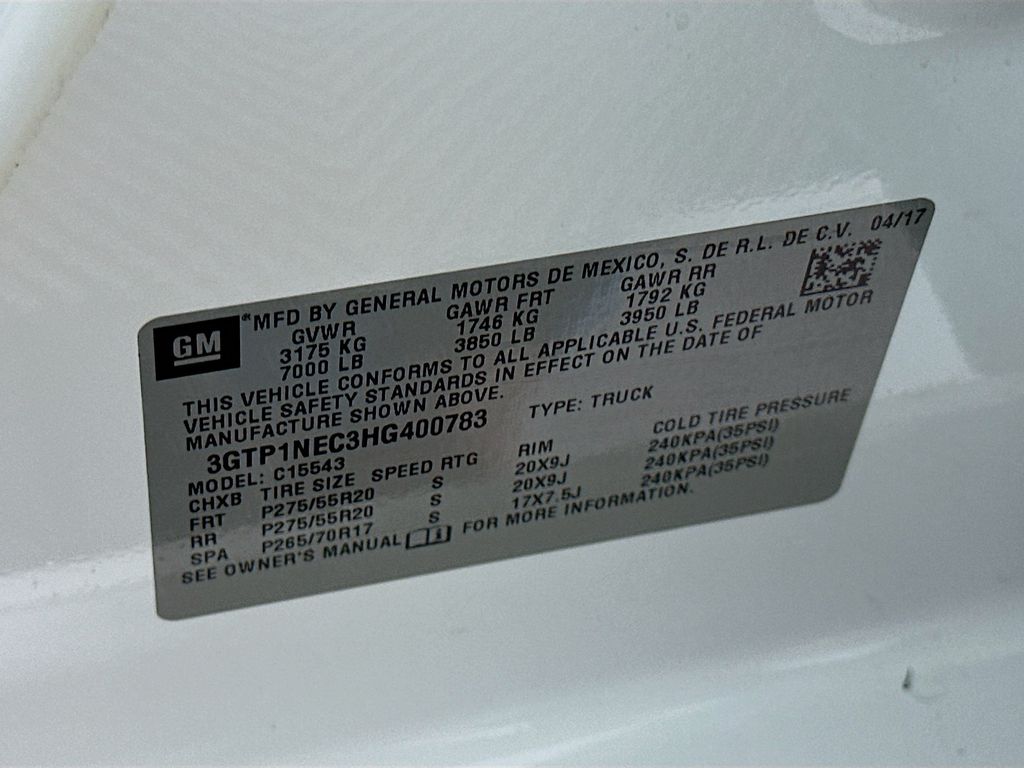 GM
MFD BY GENERAL MOTORS DE MEXICO, S. DE R.L. DE C.V. 04/17
GVWR GAWR FRT GAWR RR
3175 KG 1746 KG 1792 KG
7000 LB 3850 LB 3950 LB
THIS VEHICLE CONFORMS TO ALL APPLICABLE U.S. FEDERAL MOTOR
VEHICLE SAFETY STANDARDS IN EFFECT ON THE DATE OF
MANUFACTURE SHOWN ABOVE.
3GTP1NEC3HG400783 TYPE: TRUCK
MODEL: C15543
CHXB TIRE SIZE SPEED RTG RIM COLD TIRE PRESSURE
FRT P275/55R20 S 20X9J 240KPA(35PSI)
RR P275/55R20 S 20X9J 240KPA(35PSI)
SPA P265/70R17 S 17X7.5J 240KPA(35PSI)
SEE OWNER'S MANUAL FOR MORE INFORMATION.